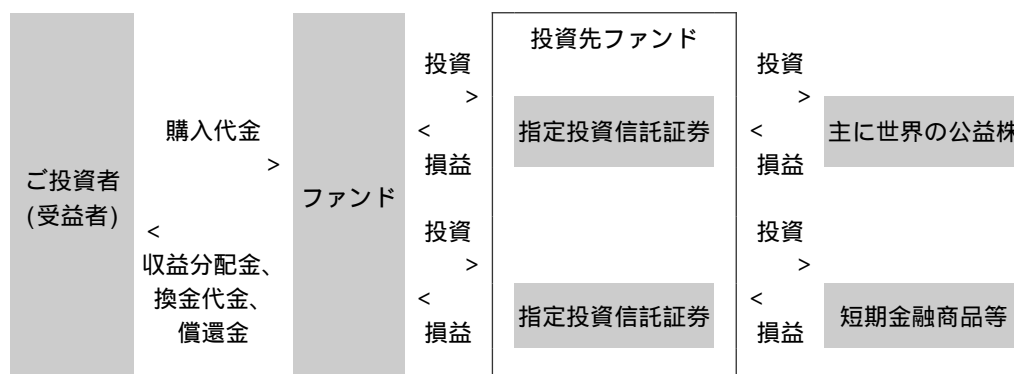 ご投資者
(受益者)
購入代金
>
<
収益分配金、
換金代金、
償還金
ファンド
投資
>
<
損益
投資
>
<
損益
投資先ファンド
指定投資信託証券
指定投資信託証券
投資
>
<
損益
投資
>
<
損益
主に世界の公益株
短期金融商品等